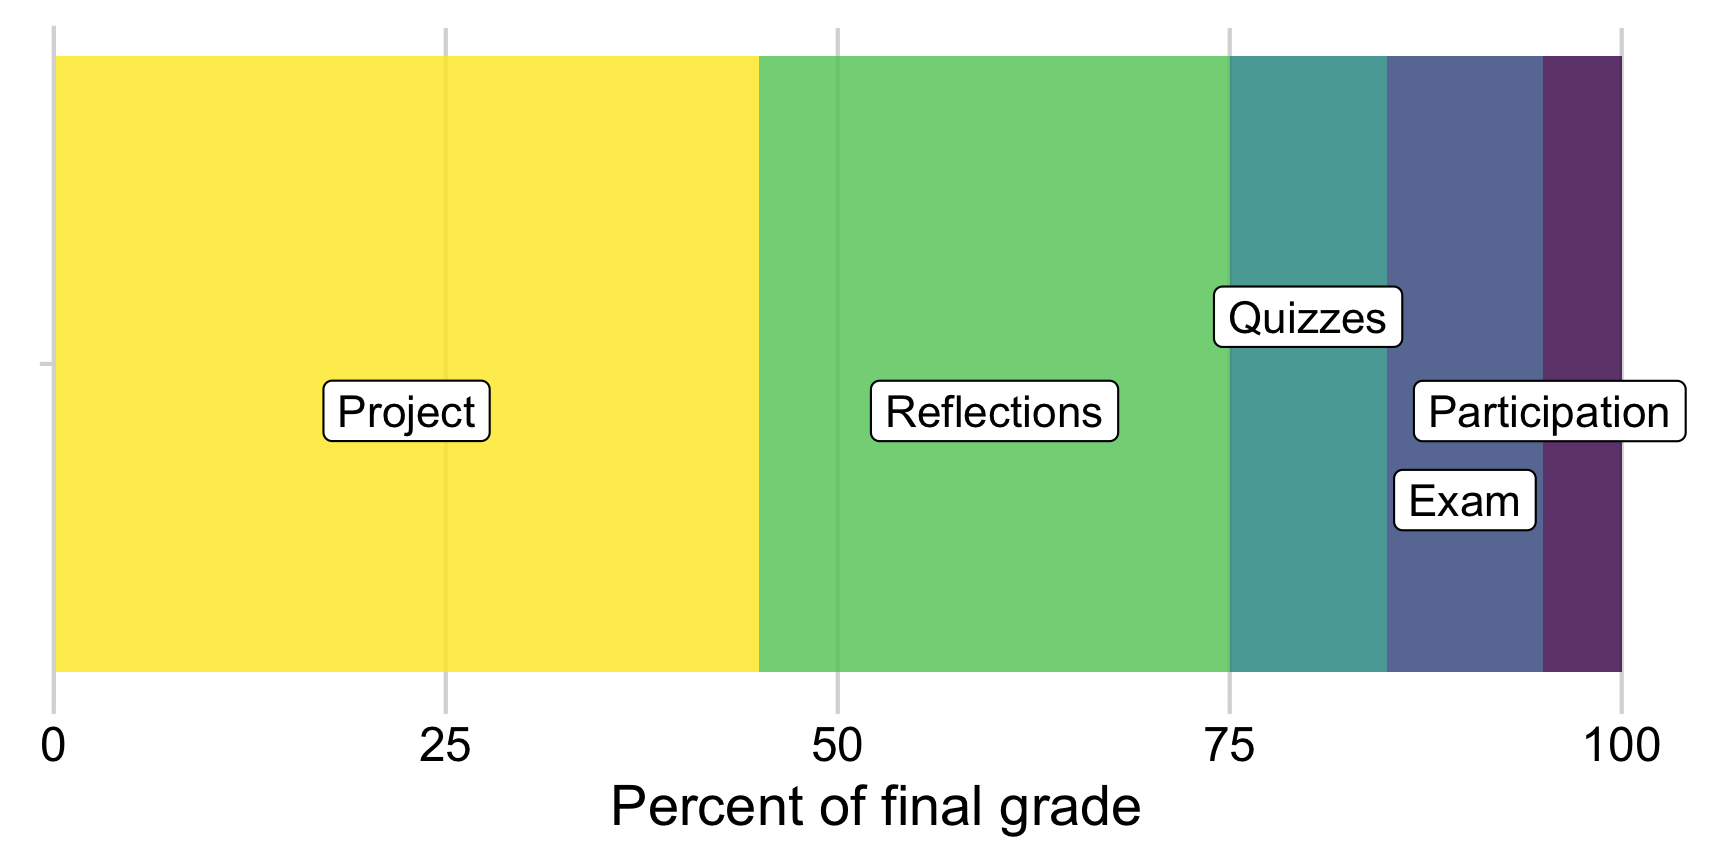 Quizzes
Project
Reflections
Participation
Exam
0 25 50 75 100
Percent of final grade